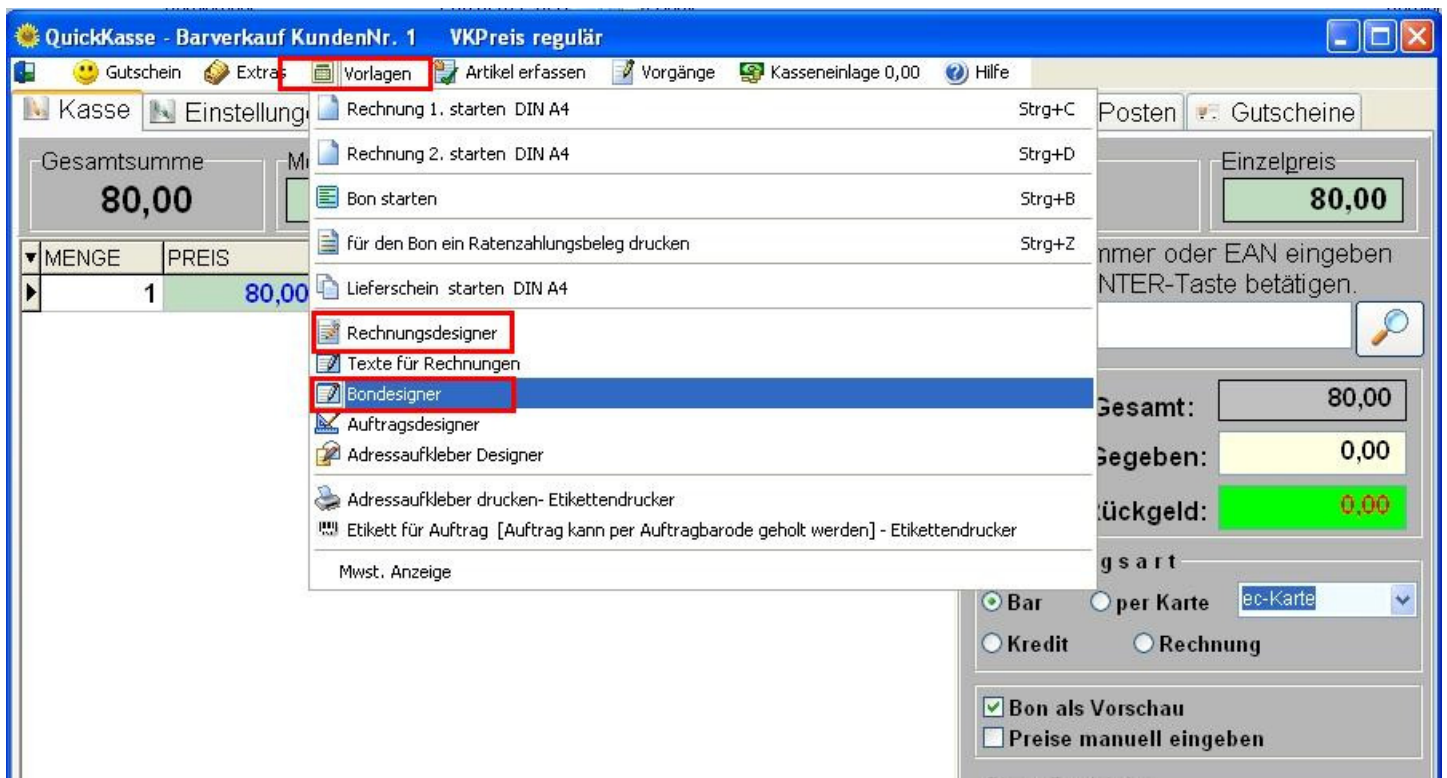 QuickKasse - Barverkauf KundenNr. 1 VKPreis regulär
Gutschein Extras Vorlagen Artikel erfassen Vorgänge Kasseneinlage 0,00 Hilfe
Kasse Einstellung Posten Gutscheine
Rechnung 1. starten DIN A4 Strg+C
Rechnung 2. starten DIN A4 Strg+D
Bon starten Strg+B
für den Bon ein Ratenzahlungsbeleg drucken Strg+Z
Lieferschein starten DIN A4
Rechnungsdesigner
Texte für Rechnungen
Bondesigner
Auftragsdesigner
Adressaufkleber Designer
Adressaufkleber drucken- Etikettendrucker
Etikett für Auftrag [Auftrag kann per Auftragbarode geholt werden] - Etikettendrucker
Mwst. Anzeige
Gesamtsumme
80,00
MENGE PREIS
1 80,00
Einzelpreis
80,00
mmer oder EAN eingeben
NTER-Taste betätigen.
Gesamt: 80,00
Gegeben: 0,00
ückgeld: 0,00
g s a r t
Bar per Karte ec-Karte
Kredit Rechnung
Bon als Vorschau
Preise manuell eingeben